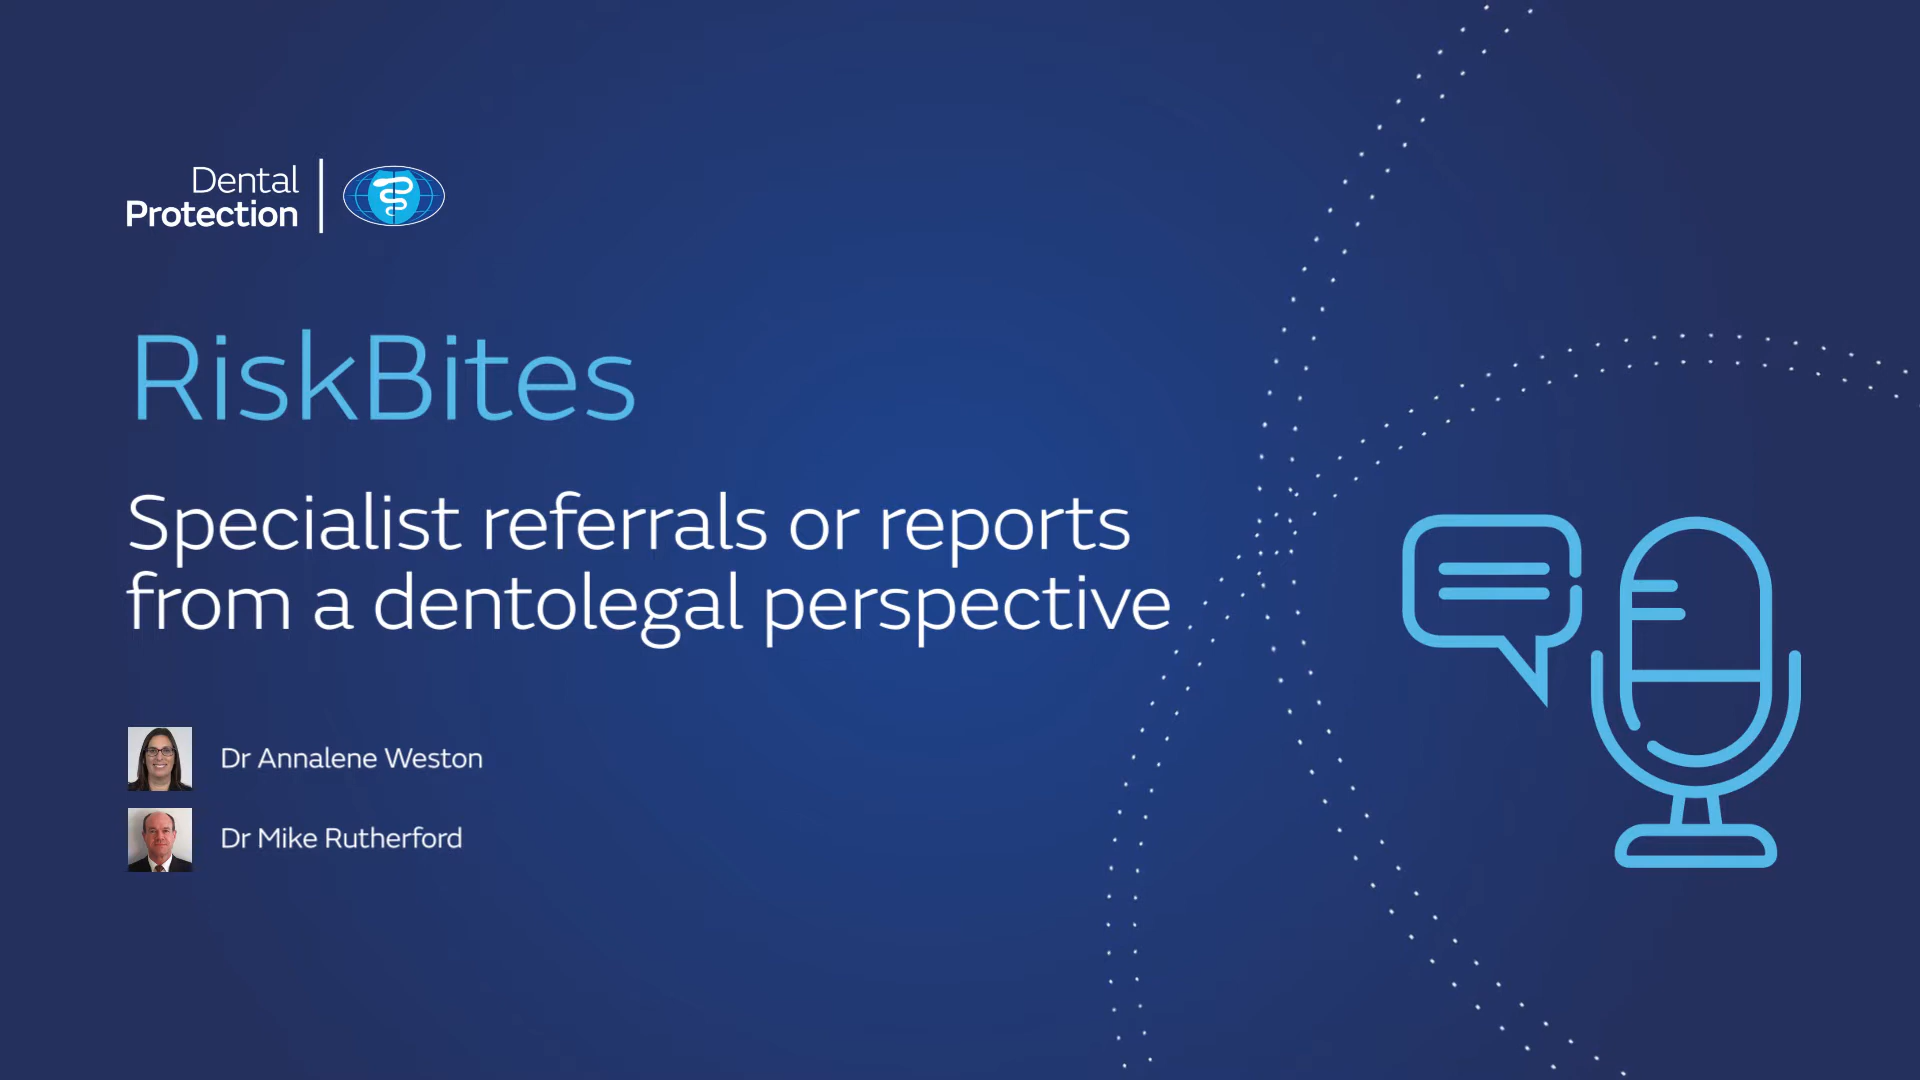 Dental
Protection
RiskBites
Specialist referrals or reports
from a dentolegal perspective
Dr Annalene Weston
Dr Mike Rutherford